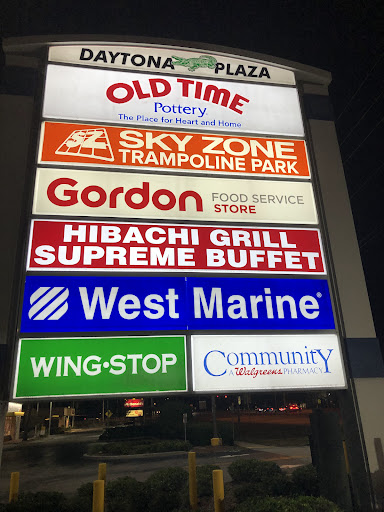 DAYTONA PLAZA
OLD TIME
Pottery
The Place for Heart and Home
SZ SKY ZONE
TRAMPOLINE PARK
Gordon FOOD SERVICE
STORE
HIBACHI GRILL
SUPREME BUFFET
West Marine®
WING•STOP
Community
A Walgreens PHARMACY